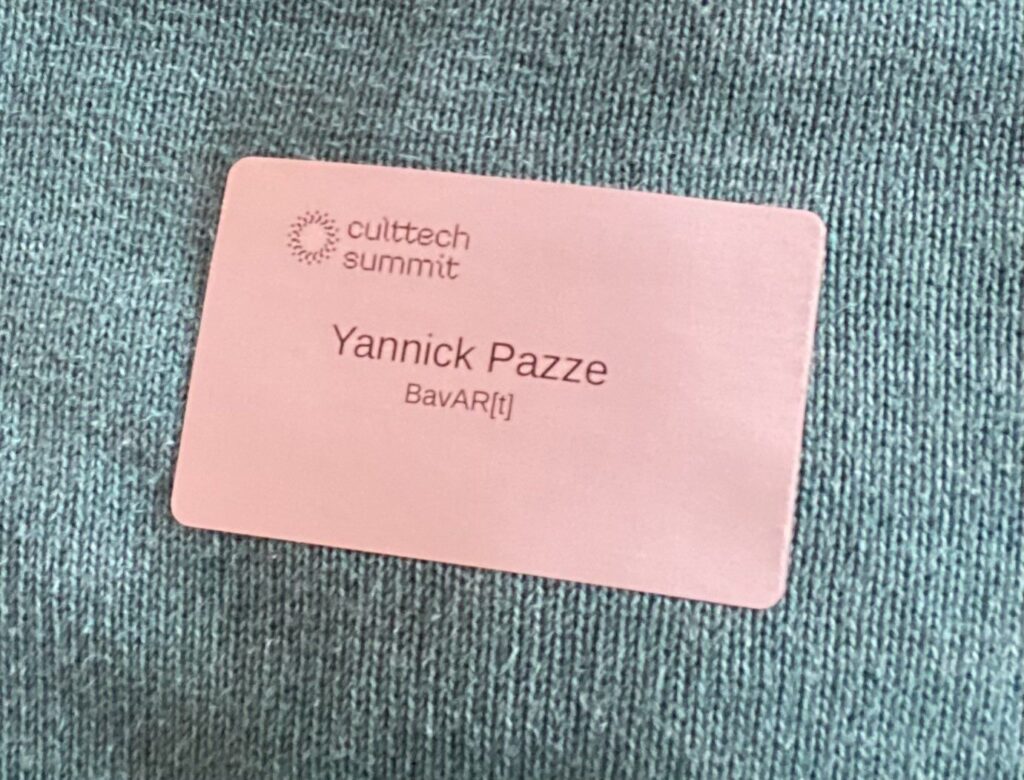 culttech
summit
Yannick Pazze
BavAR[t]